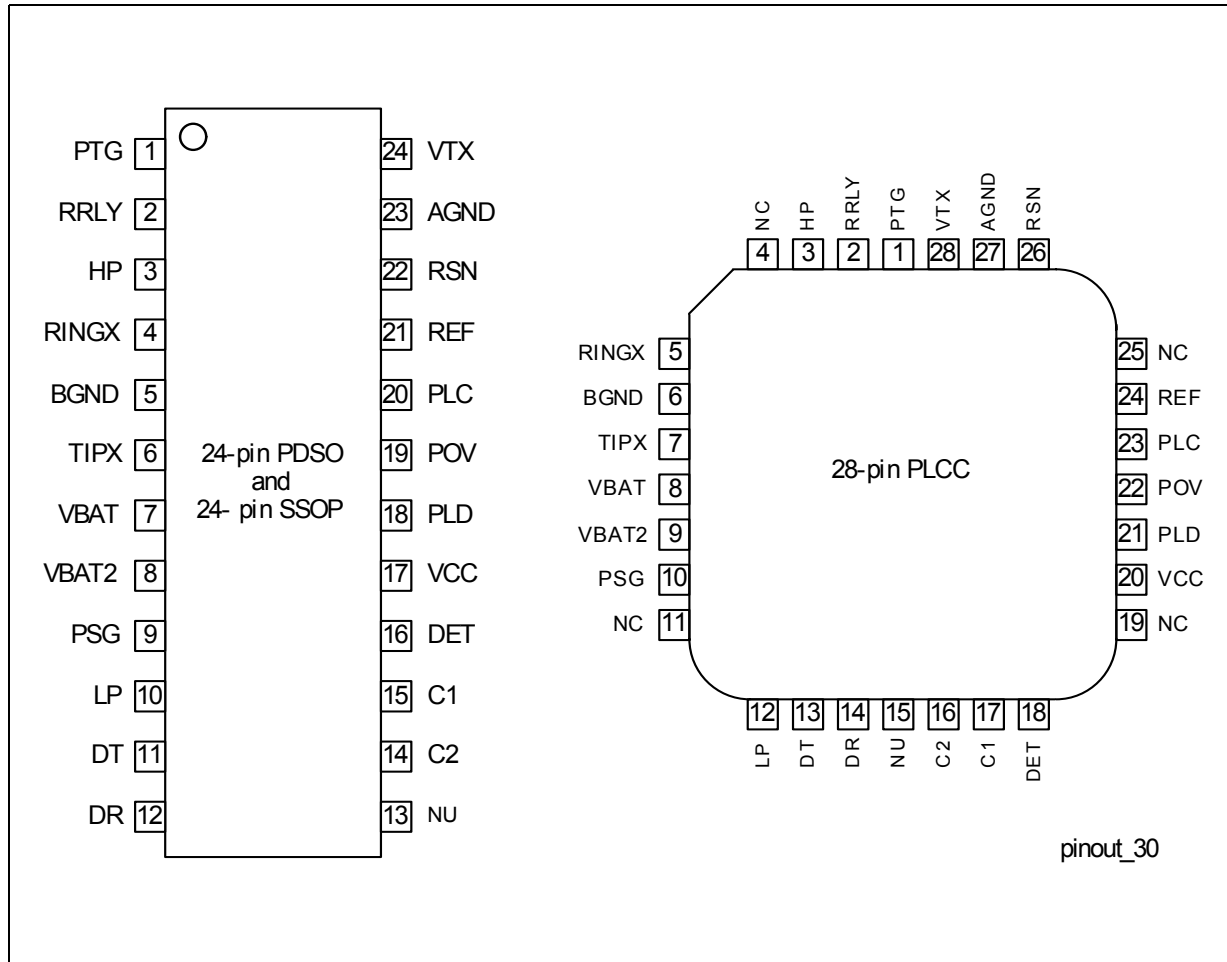 PTG 1
RRLY 2
HP 3
RINGX 4
BGND 5
TIPX 6
VBAT 7
VBAT2 8
PSG 9
LP 10
DT 11
DR 12
24 VTX
23 AGND
22 RSN
21 REF
20 PLC
19 POV
18 PLD
17 VCC
16 DET
15 C1
14 C2
13 NU
24-pin PDSO
and
24- pin SSOP
NC HP RRLY PTG VTX AGND RSN
4 3 2 1 28 27 26
RINGX 5
BGND 6
TIPX 7
VBAT 8
VBAT2 9
PSG 10
NC 11
28-pin PLCC
25 NC
24 REF
23 PLC
22 POV
21 PLD
20 VCC
19 NC
12 13 14 15 16 17 18
LP DT DR NU C2 C1 DET
pinout_30